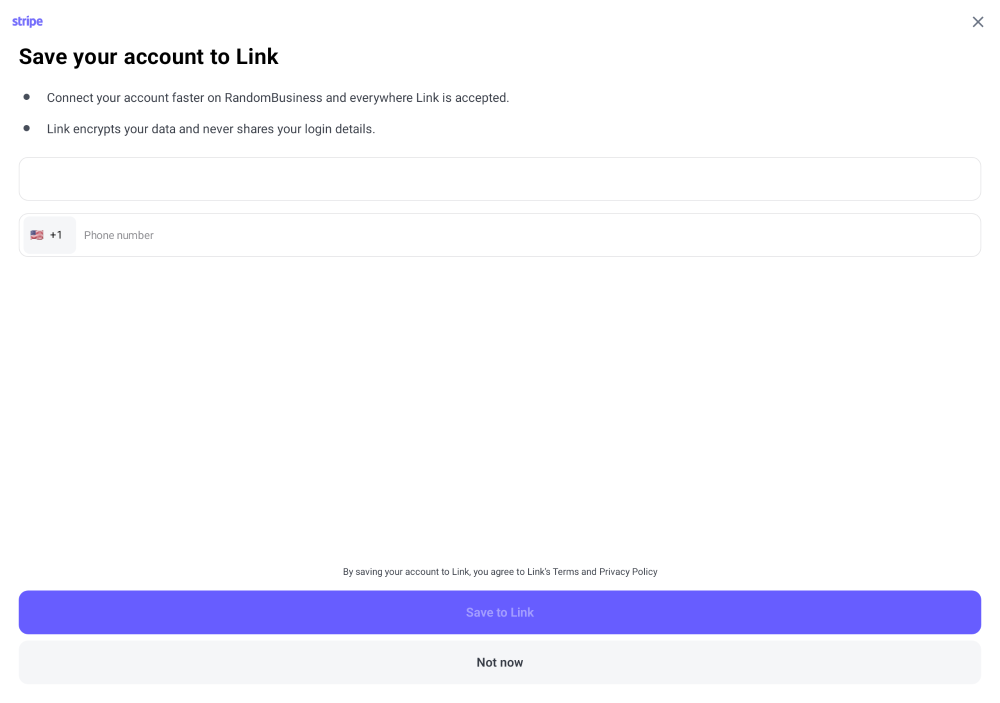 stripe
Save your account to Link
Connect your account faster on RandomBusiness and everywhere Link is accepted.
Link encrypts your data and never shares your login details.
+1 Phone number
By saving your account to Link, you agree to Link's Terms and Privacy Policy
Save to Link
Not now